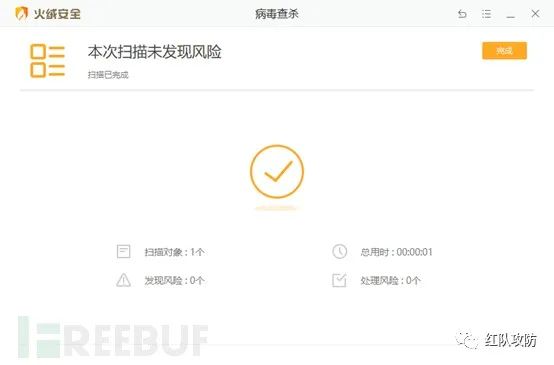 火绒安全
病毒查杀
本次扫描未发现风险
扫描已完成
完成
扫描对象 : 1个
总用时 : 00:00:01
发现风险 : 0个
处理风险 : 0个
FREEBUF
红队攻防